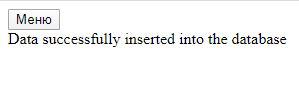 Меню
Data successfully inserted into the database